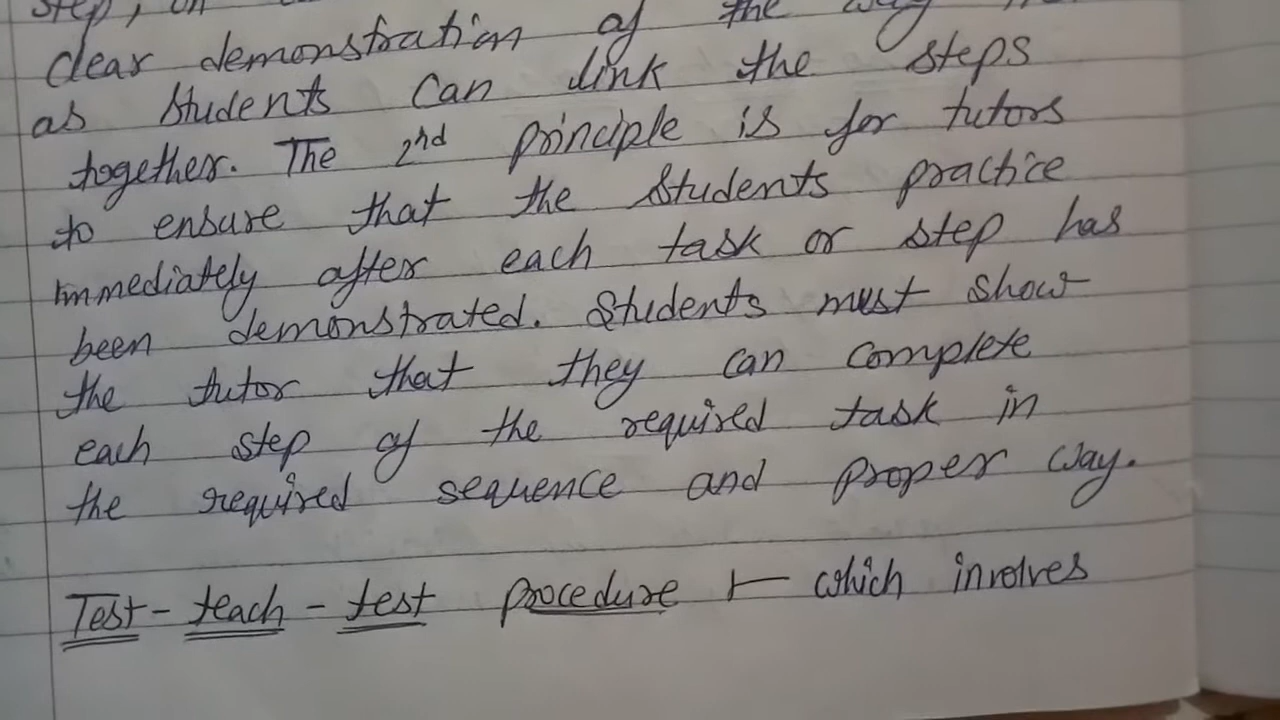 step,
clear demonstration of the way
as students can link the steps
together. The 2nd principle is for tutors
to ensure that the students practice
immediately after each task or step has
been demonstrated. Students must show
the tutor that they can complete
each step of the required task in
the required sequence and proper way.
Test-teach-test procedure :- which involves